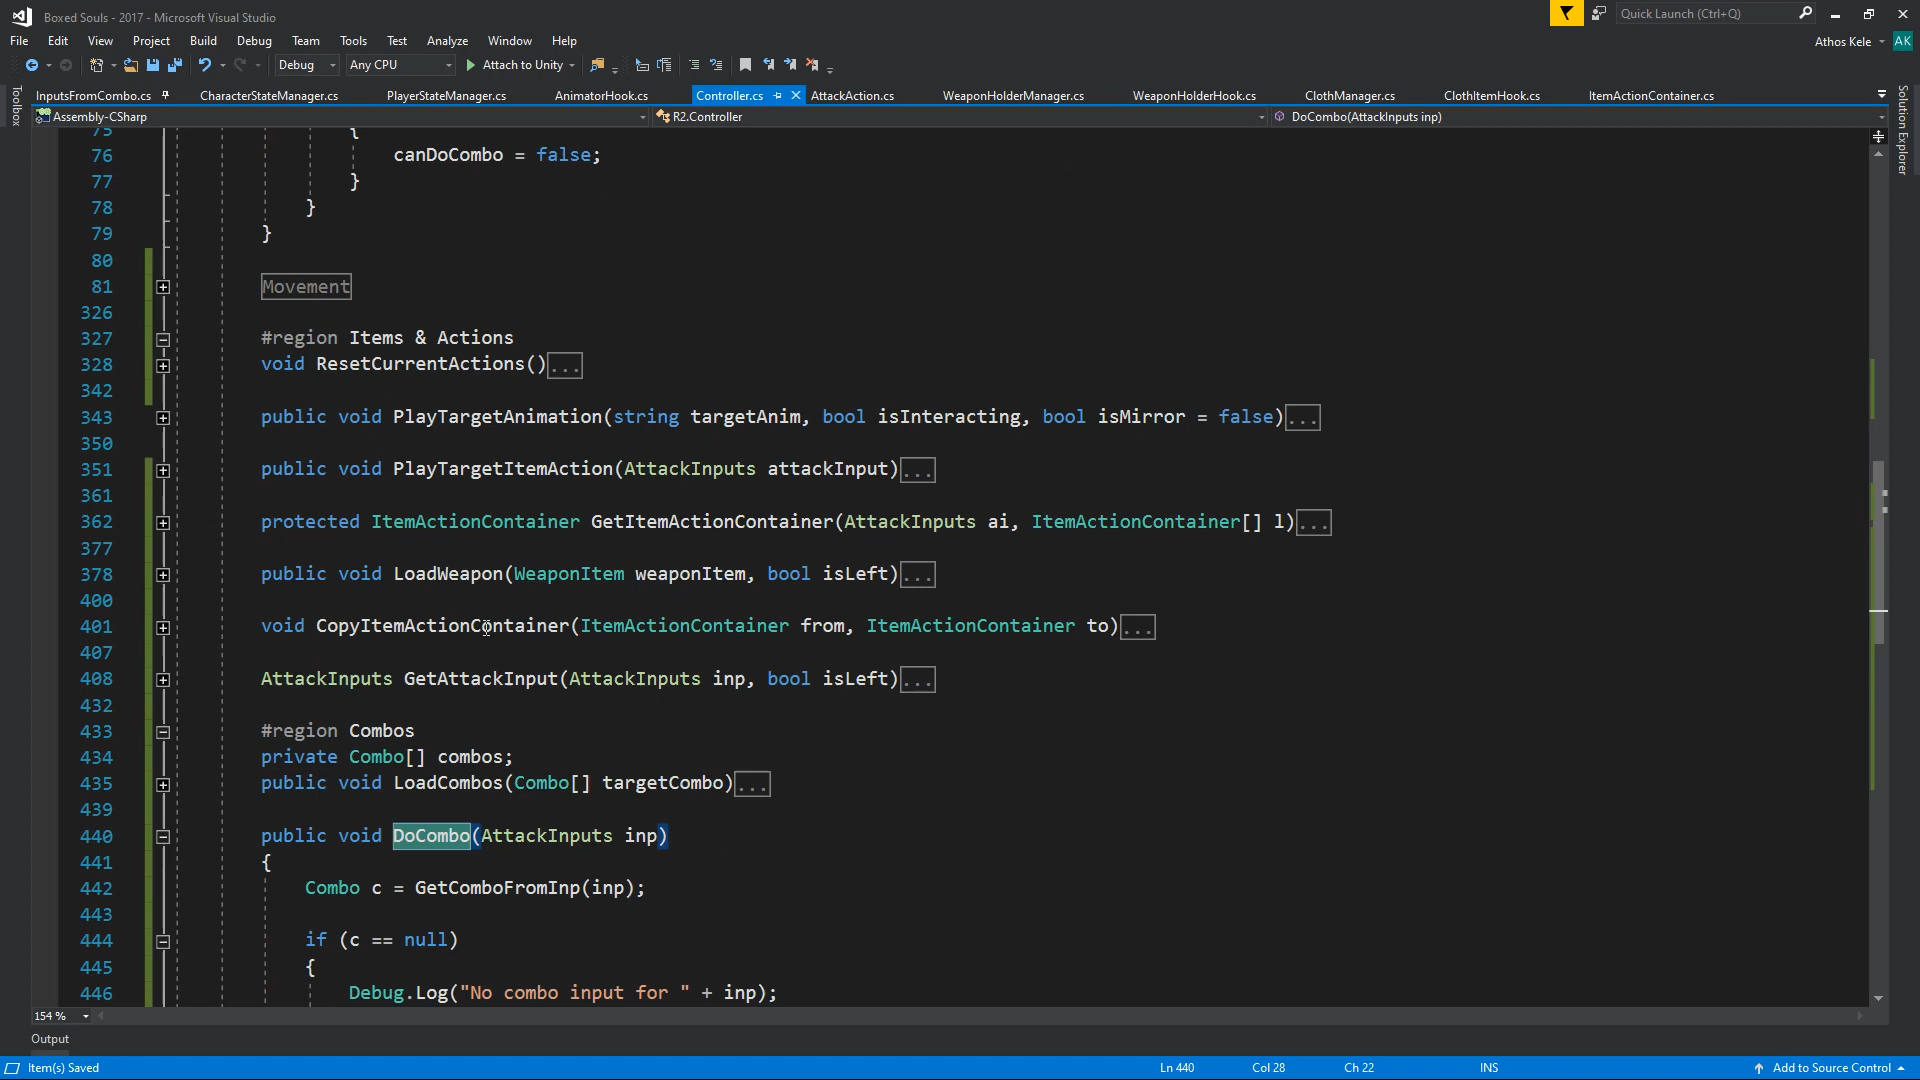 Boxed Souls - 2017 - Microsoft Visual Studio
Quick Launch (Ctrl+Q)
File Edit View Project Build Debug Team Tools Test Analyze Window Help
Athos Kele AK
Debug Any CPU Attach to Unity
Toolbox
InputsFromCombo.cs CharacterStateManager.cs PlayerStateManager.cs AnimatorHook.cs Controller.cs AttackAction.cs WeaponHolderManager.cs WeaponHolderHook.cs ClothManager.cs ClothItemHook.cs ItemActionContainer.cs
Solution Explorer
Assembly-CSharp R2.Controller DoCombo(AttackInputs inp)
75 {
76 canDoCombo = false;
77 }
78 }
79 }
80
81 Movement
326
327 #region Items & Actions
328 void ResetCurrentActions()...
342
343 public void PlayTargetAnimation(string targetAnim, bool isInteracting, bool isMirror = false)...
350
351 public void PlayTargetItemAction(AttackInputs attackInput)...
361
362 protected ItemActionContainer GetItemActionContainer(AttackInputs ai, ItemActionContainer[] l)...
377
378 public void LoadWeapon(WeaponItem weaponItem, bool isLeft)...
400
401 void CopyItemActionContainer(ItemActionContainer from, ItemActionContainer to)...
407
408 AttackInputs GetAttackInput(AttackInputs inp, bool isLeft)...
432
433 #region Combos
434 private Combo[] combos;
435 public void LoadCombos(Combo[] targetCombo)...
439
440 public void DoCombo(AttackInputs inp)
441 {
442 Combo c = GetComboFromInp(inp);
443
444 if (c == null)
445 {
446 Debug.Log("No combo input for " + inp);
154 %
Output
Item(s) Saved Ln 440 Col 28 Ch 22 INS Add to Source Control